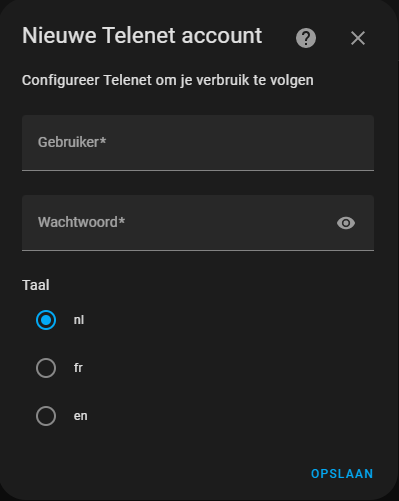 Nieuwe Telenet account
Configureer Telenet om je verbruik te volgen
Gebruiker*
Wachtwoord*
Taal
nl
fr
en
OPSLAAN